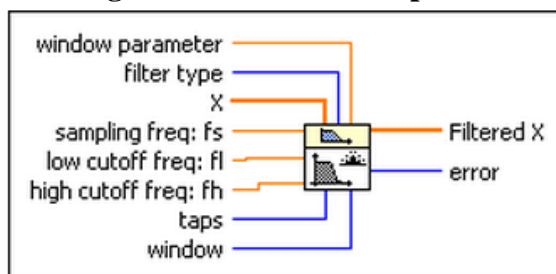 window parameter
filter type
X
sampling freq: fs
low cutoff freq: fl
high cutoff freq: fh
taps
window
Filtered X
error